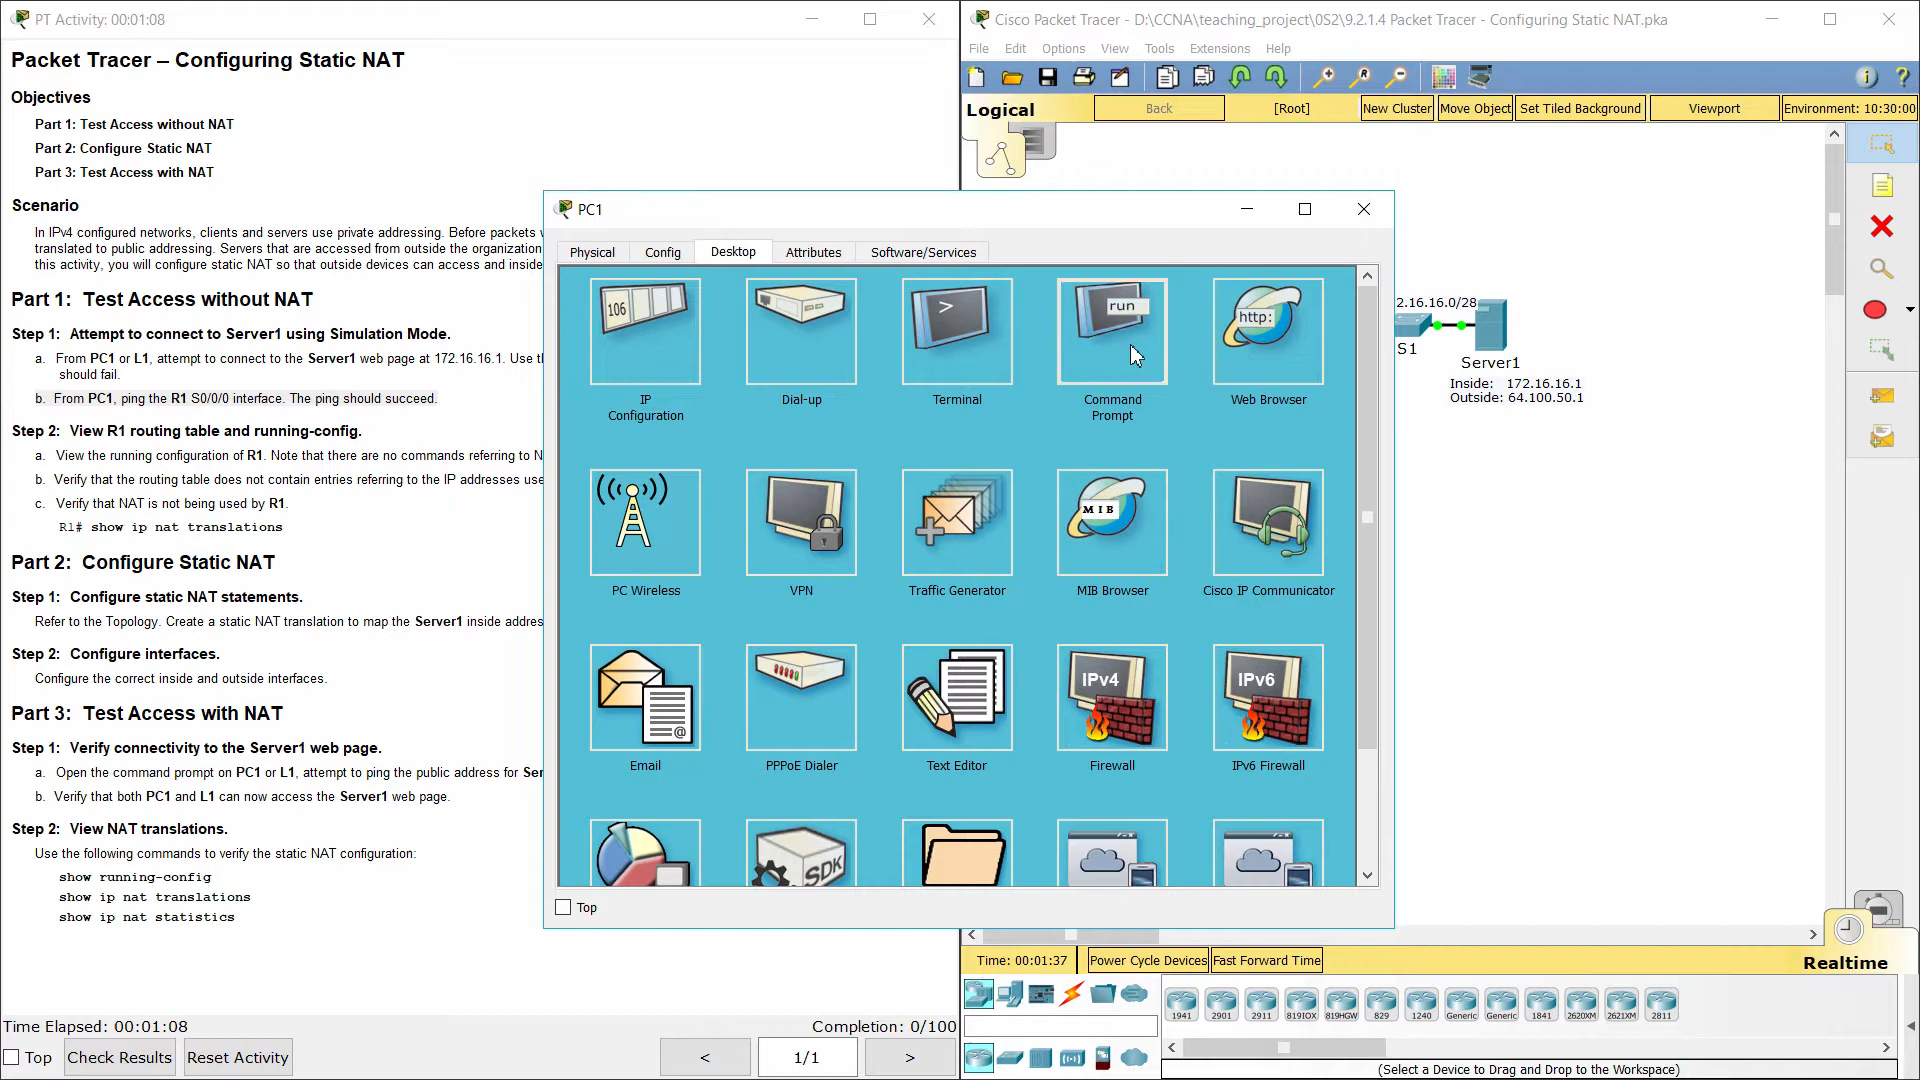 PT Activity: 00:01:08
Packet Tracer – Configuring Static NAT
Objectives
Part 1: Test Access without NAT
Part 2: Configure Static NAT
Part 3: Test Access with NAT
Scenario
In IPv4 configured networks, clients and servers use private addressing. Before packets
translated to public addressing. Servers that are accessed from outside the organization
this activity, you will configure static NAT so that outside devices can access and inside
Part 1: Test Access without NAT
Step 1: Attempt to connect to Server1 using Simulation Mode.
a. From PC1 or L1, attempt to connect to the Server1 web page at 172.16.16.1. Use
should fail.
b. From PC1, ping the R1 S0/0/0 interface. The ping should succeed.
Step 2: View R1 routing table and running-config.
a. View the running configuration of R1. Note that there are no commands referring to N
b. Verify that the routing table does not contain entries referring to the IP addresses use
c. Verify that NAT is not being used by R1.
R1# show ip nat translations
Part 2: Configure Static NAT
Step 1: Configure static NAT statements.
Refer to the Topology. Create a static NAT translation to map the Server1 inside addres
Step 2: Configure interfaces.
Configure the correct inside and outside interfaces.
Part 3: Test Access with NAT
Step 1: Verify connectivity to the Server1 web page.
a. Open the command prompt on PC1 or L1, attempt to ping the public address for Ser
b. Verify that both PC1 and L1 can now access the Server1 web page.
Step 2: View NAT translations.
Use the following commands to verify the static NAT configuration:
show running-config
show ip nat translations
show ip nat statistics
Time Elapsed: 00:01:08
Completion: 0/100
Top
Check Results
Reset Activity
<
1/1
>
Cisco Packet Tracer - D:\CCNA\teaching_project\0S2\9.2.1.4 Packet Tracer - Configuring Static NAT.pka
File Edit Options View Tools Extensions Help
Logical
Back
[Root]
New Cluster
Move Object
Set Tiled Background
Viewport
Environment: 10:30:00
PC1
Physical Config Desktop Attributes Software/Services
106
>
run
http:
IP
Configuration
Dial-up
Terminal
Command
Prompt
Web Browser
MIB
PC Wireless
VPN
Traffic Generator
MIB Browser
Cisco IP Communicator
@
IPv4
IPv6
Email
PPPoE Dialer
Text Editor
Firewall
IPv6 Firewall
SDK
Top
2.16.16.0/28
S1
Server1
Inside: 172.16.16.1
Outside: 64.100.50.1
Time: 00:01:37
Power Cycle Devices
Fast Forward Time
Realtime
1941
2901
2911
819IOX
819HGW
829
1240
Generic
Generic
1841
2620XM
2621XM
2811
(Select a Device to Drag and Drop to the Workspace)